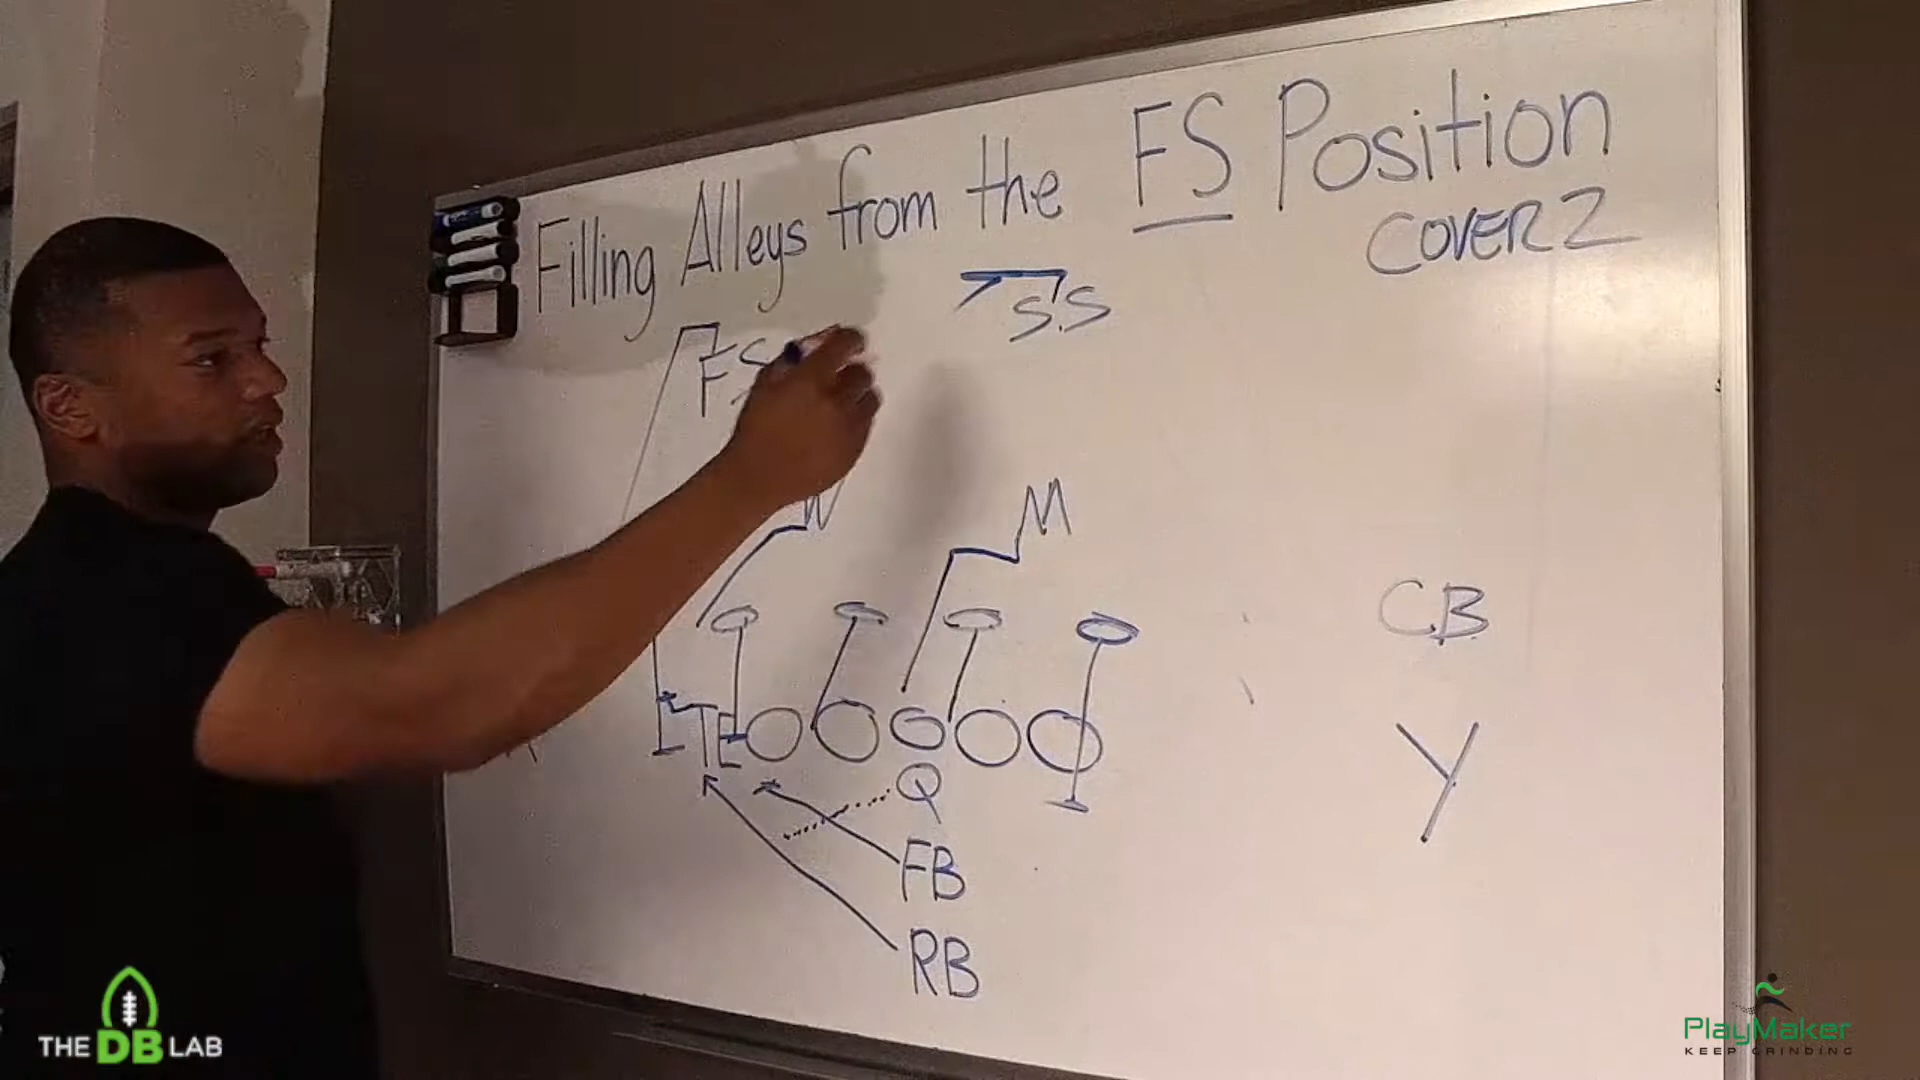 Filling Alleys from the FS Position
COVER 2
S.S
FS
W
M
CB
TE
Y
Q
FB
RB
THE DB LAB
PlayMaker
KEEP GRINDING